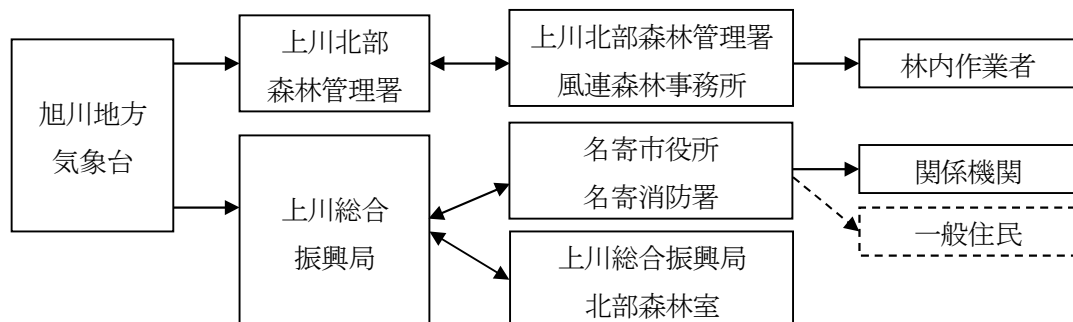 旭川地方
気象台
上川北部
森林管理署
上川北部森林管理署
風連森林事務所
林内作業者
上川総合
振興局
名寄市役所
名寄消防署
関係機関
一般住民
上川総合振興局
北部森林室